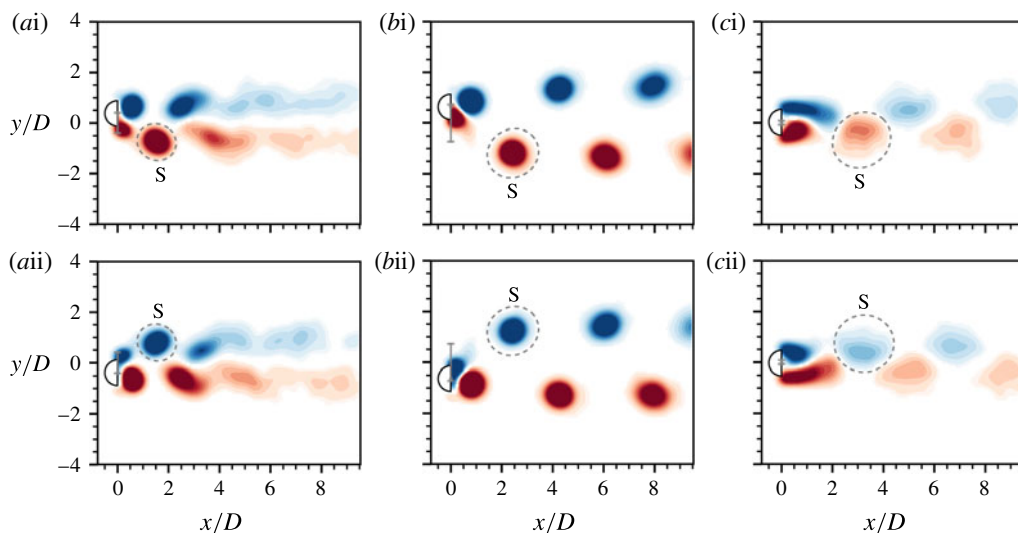 (ai) (bi) (ci)
4
2
y/D 0
–2
–4
S S S
(aii) (bii) (cii)
4
2
y/D 0
–2
–4
S S S
0 2 4 6 8 0 2 4 6 8 0 2 4 6 8
x/D x/D x/D